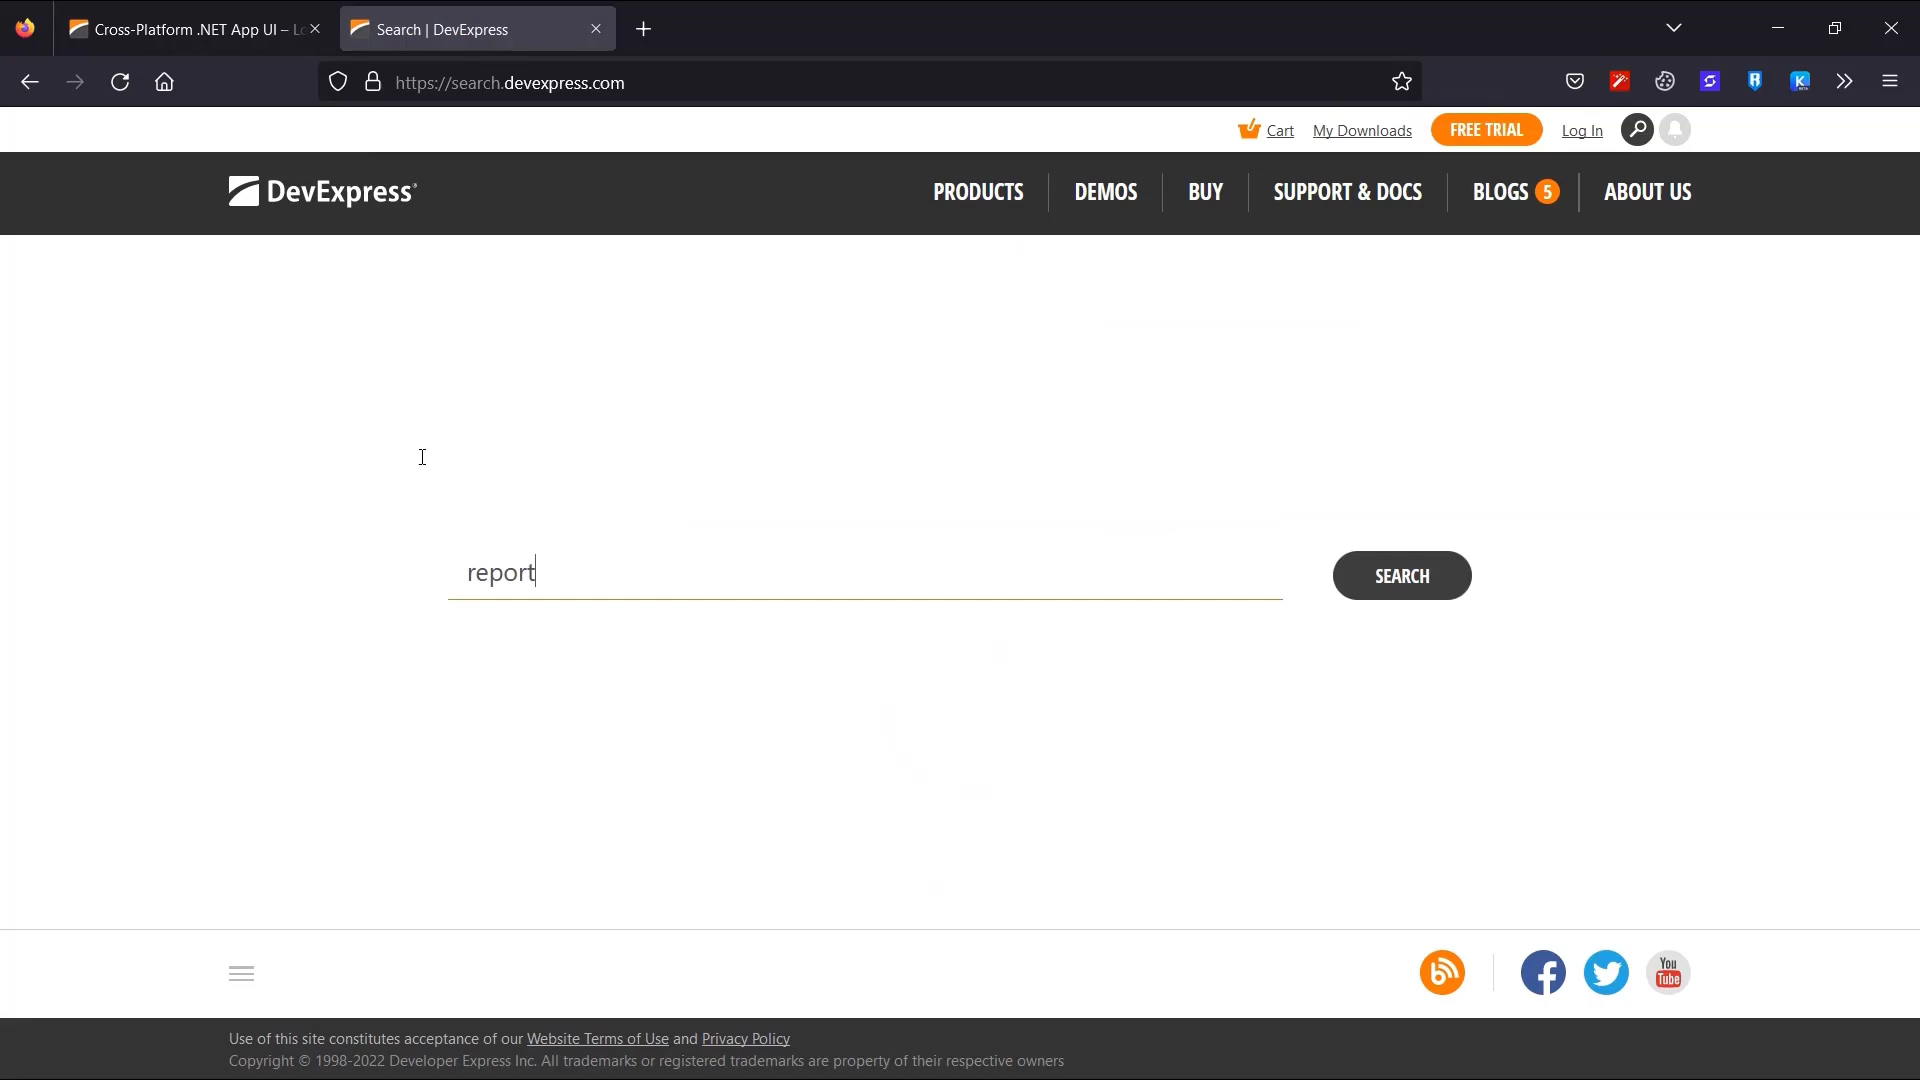 Cross-Platform .NET App UI – Lo
Search | DevExpress
https://search.devexpress.com
Cart
My Downloads
FREE TRIAL
Log In
DevExpress
PRODUCTS
DEMOS
BUY
SUPPORT & DOCS
BLOGS 5
ABOUT US
report
SEARCH
You
Tube
Use of this site constitutes acceptance of our Website Terms of Use and Privacy Policy
Copyright © 1998-2022 Developer Express Inc. All trademarks or registered trademarks are property of their respective owners